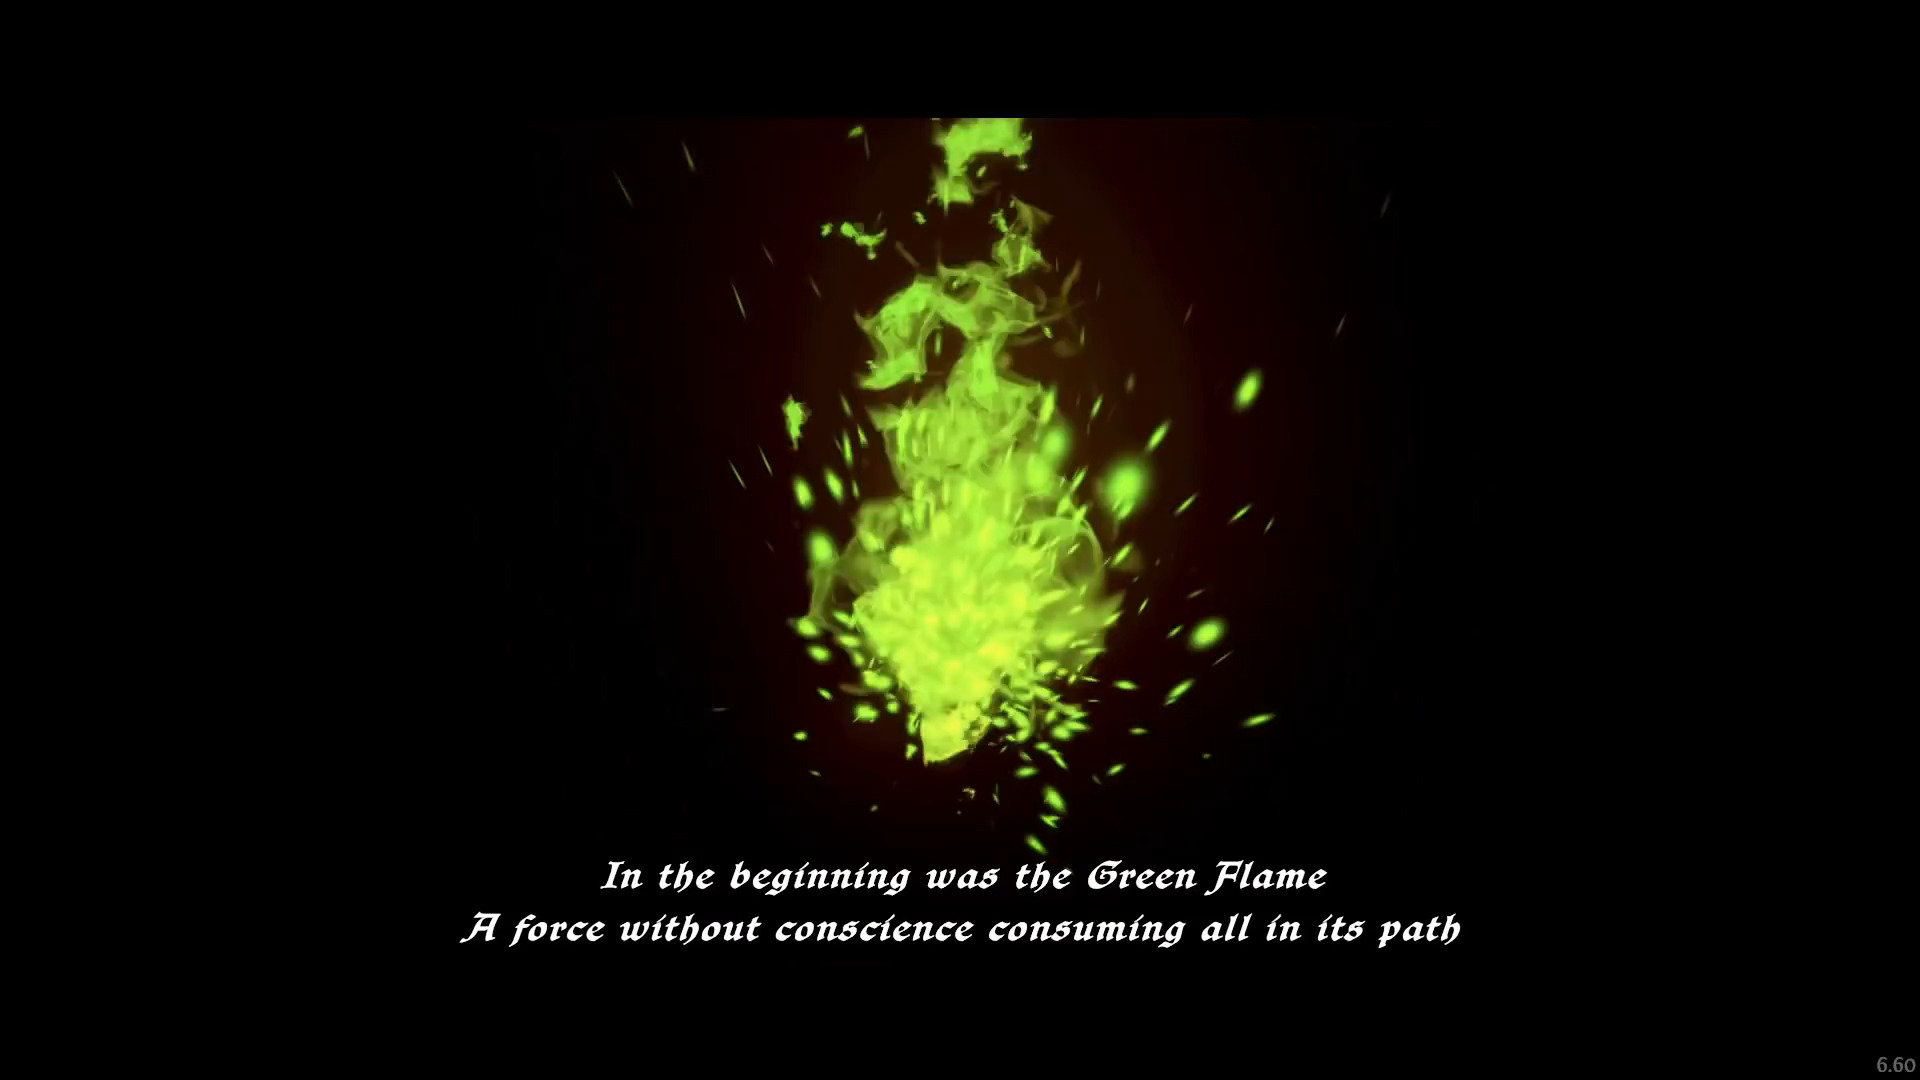 In the beginning was the Green Flame
A force without conscience consuming all in its path
6.60